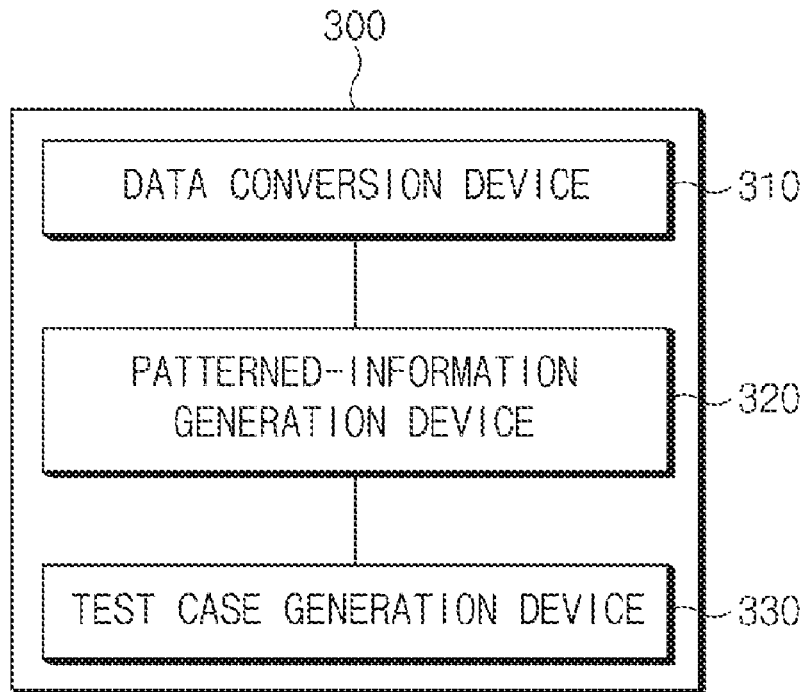 300
DATA CONVERSION DEVICE
310
PATTERNED-INFORMATION
GENERATION DEVICE
320
TEST CASE GENERATION DEVICE
330